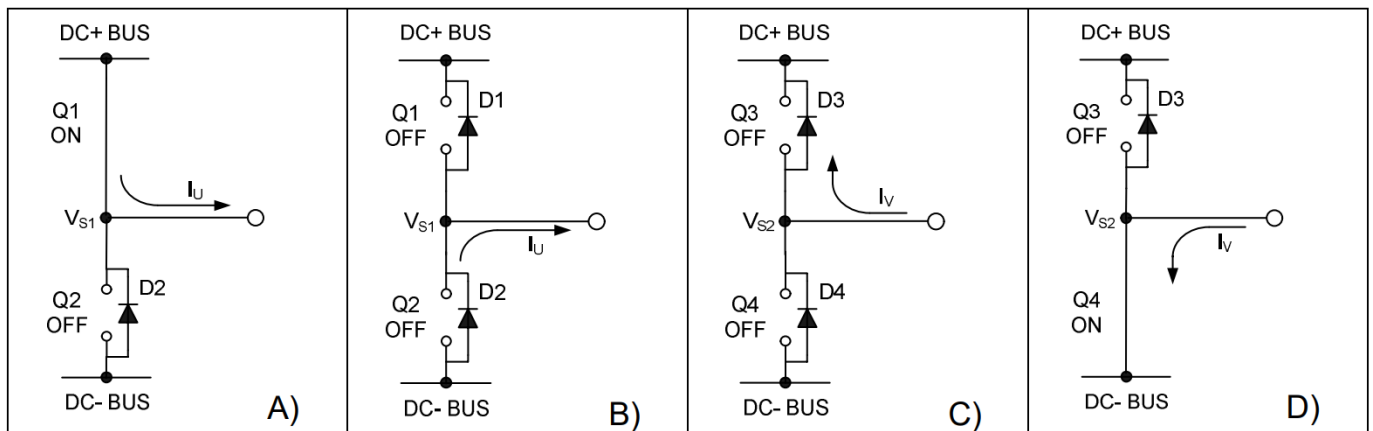 DC+ BUS
Q1
ON
I_U
V_S1
Q2
OFF
D2
DC- BUS
A)
DC+ BUS
Q1
OFF
D1
V_S1
I_U
Q2
OFF
D2
DC- BUS
B)
DC+ BUS
Q3
OFF
D3
I_V
V_S2
Q4
OFF
D4
DC- BUS
C)
DC+ BUS
Q3
OFF
D3
V_S2
I_V
Q4
ON
DC- BUS
D)